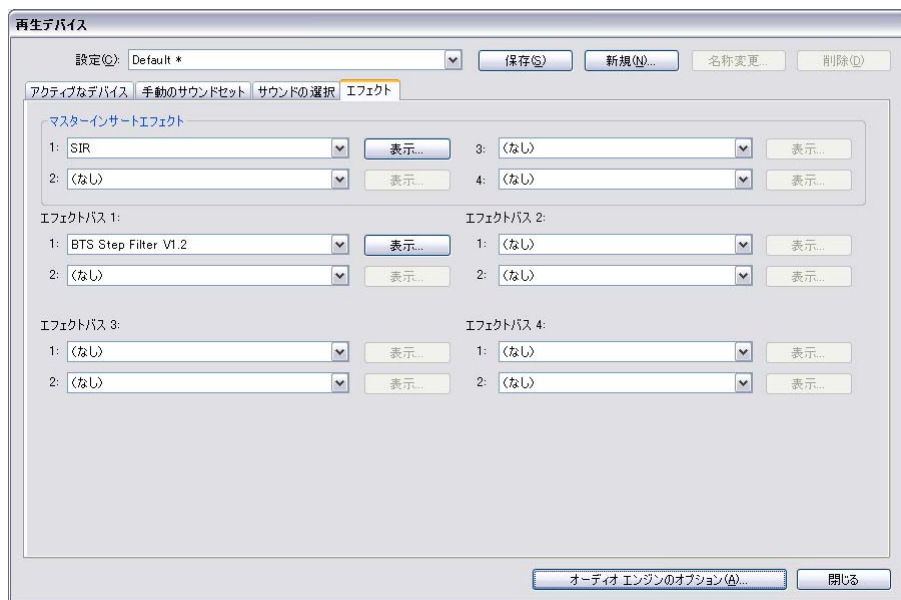 再生デバイス
設定(C): Default * 保存(S) 新規(N)... 名称変更... 削除(D)
アクティブなデバイス 手動のサウンドセット サウンドの選択 エフェクト
マスターインサートエフェクト
1: SIR 表示... 3: (なし) 表示...
2: (なし) 表示... 4: (なし) 表示...
エフェクトバス 1: エフェクトバス 2:
1: BTS Step Filter V1.2 表示... 1: (なし) 表示...
2: (なし) 表示... 2: (なし) 表示...
エフェクトバス 3: エフェクトバス 4:
1: (なし) 表示... 1: (なし) 表示...
2: (なし) 表示... 2: (なし) 表示...
オーディオ エンジンのオプション(A)... 閉じる